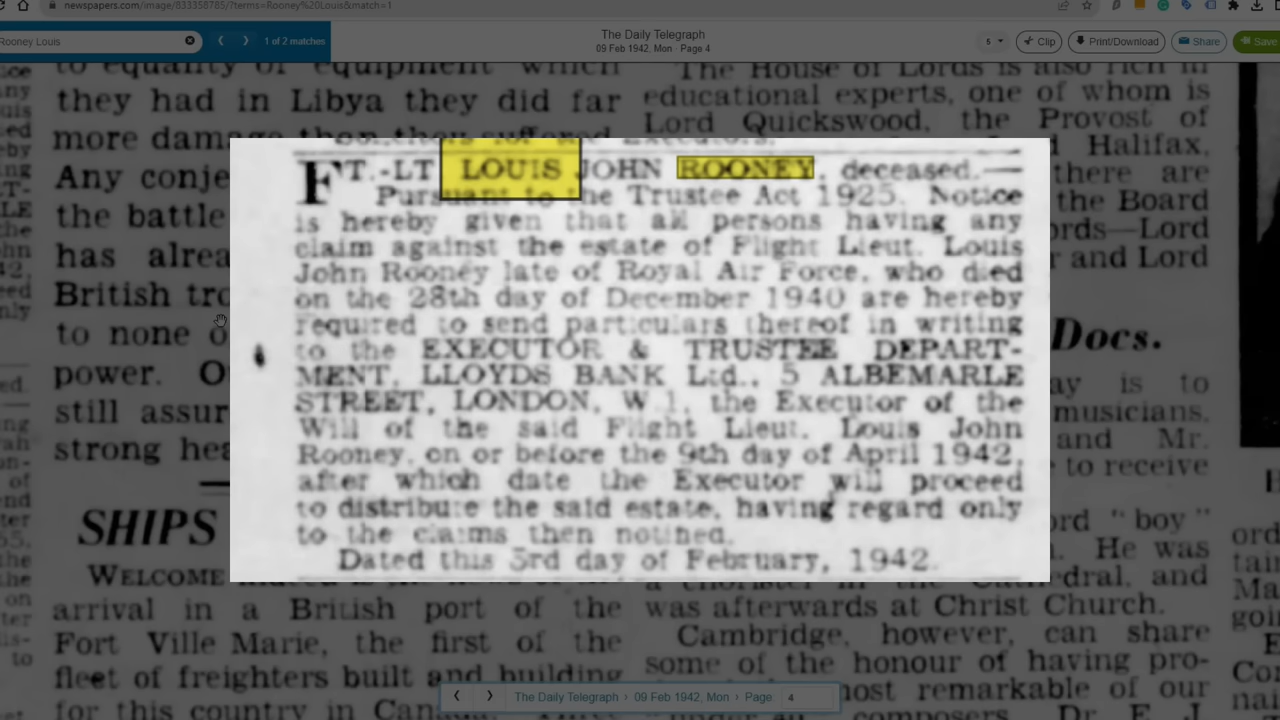 newspapers.com/image/833358785/?terms=Rooney%20Louis&match=1
Rooney Louis
1 of 2 matches
The Daily Telegraph
09 Feb 1942, Mon · Page 4
5
Clip
Print/Download
Share
Save
to equality of equipment which
they had in Libya they did far
more damage than they suffered
Any conje
the battle
has alrea
British tro
to none o
power. O
still assur
strong hea
SHIPS
WELCOME
arrival in a British port of the
Fort Ville Marie, the first of the
fleet of freighters built and building
for this country in Canada.
The House of Lords is also rich in
educational experts, one of whom is
Lord Quickswood, the Provost of
Halifax,
there are
the Board
ords—Lord
r and Lord
Docs.
ay is to
musicians.
and Mr.
to receive
ord "boy"
He was
a chorister in the Cathedral, and
was afterwards at Christ Church.
Cambridge, however, can share
some of the honour of having pro-
most remarkable of our
composers, Dr. E. J.
FT.-LT LOUIS JOHN ROONEY, deceased.—
Pursuant to the Trustee Act 1925. Notice
is hereby given that all persons having any
claim against the estate of Flight Lieut. Louis
John Rooney late of Royal Air Force, who died
on the 28th day of December 1940 are hereby
required to send particulars thereof in writing
to the EXECUTOR & TRUSTEE DEPART-
MENT, LLOYDS BANK Ltd., 5 ALBEMARLE
STREET, LONDON, W.1, the Executor of the
Will of the said Flight Lieut. Louis John
Rooney, on or before the 9th day of April 1942,
after which date the Executor will proceed
to distribute the said estate, having regard only
to the claims then notified.
Dated this 3rd day of February, 1942.
The Daily Telegraph › 09 Feb 1942, Mon › Page 4